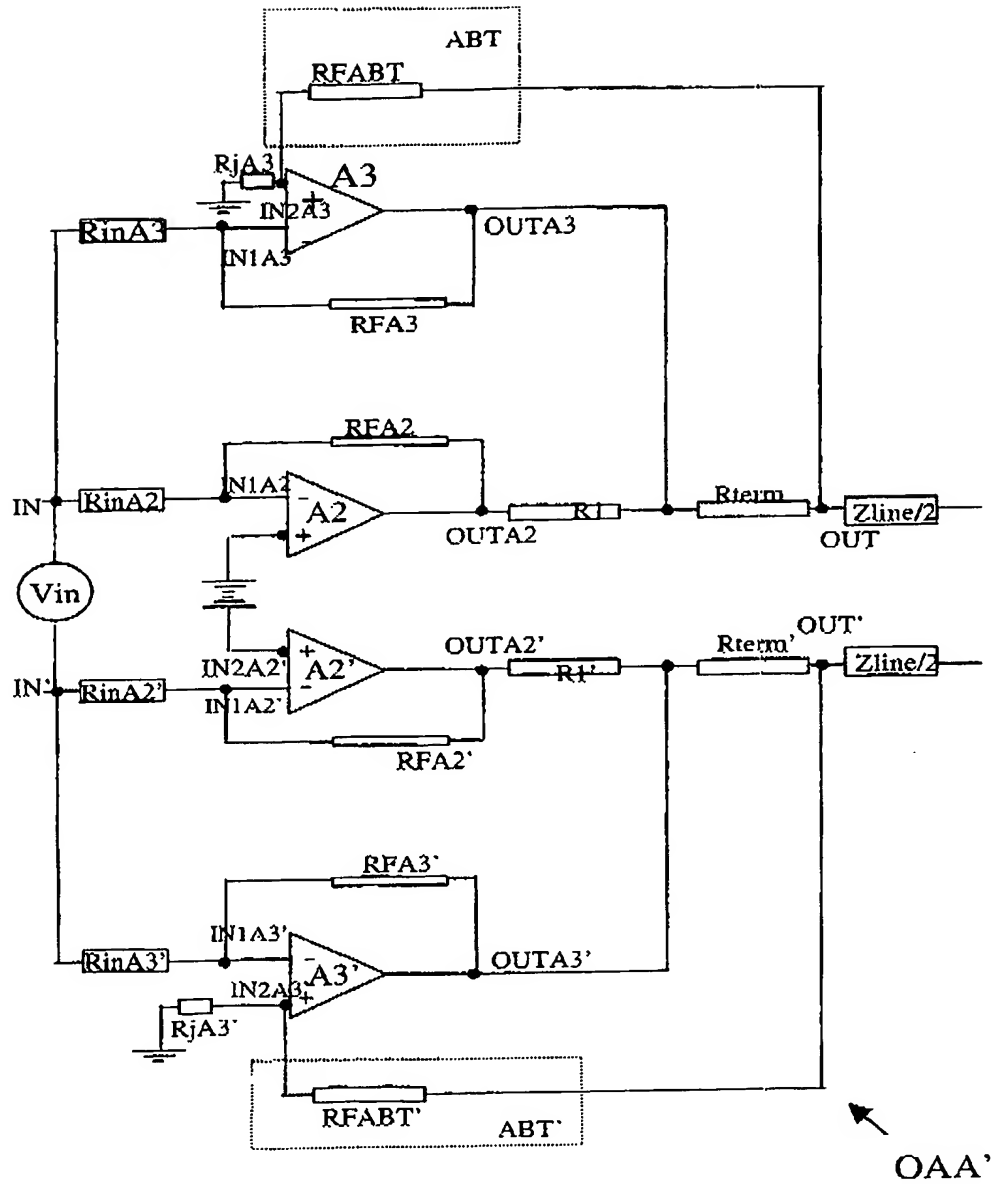 ABT
RFABT
RjA3
A3
+
IN2A3
OUTA3
RinA3
IN1A3
-
RFA3
RFA2
IN1A2
-
IN
RinA2
A2
R1
Rterm
Zline/2
OUTA2
OUT
+
Vin
OUT'
OUTA2'
+
Rterm'
Zline/2
IN2A2'
A2'
R1'
IN'
RinA2'
IN1A2'
-
RFA2'
RFA3'
IN1A3'
-
RinA3'
A3'
OUTA3'
IN2A3'
+
RjA3'
RFABT'
ABT'
OAA'